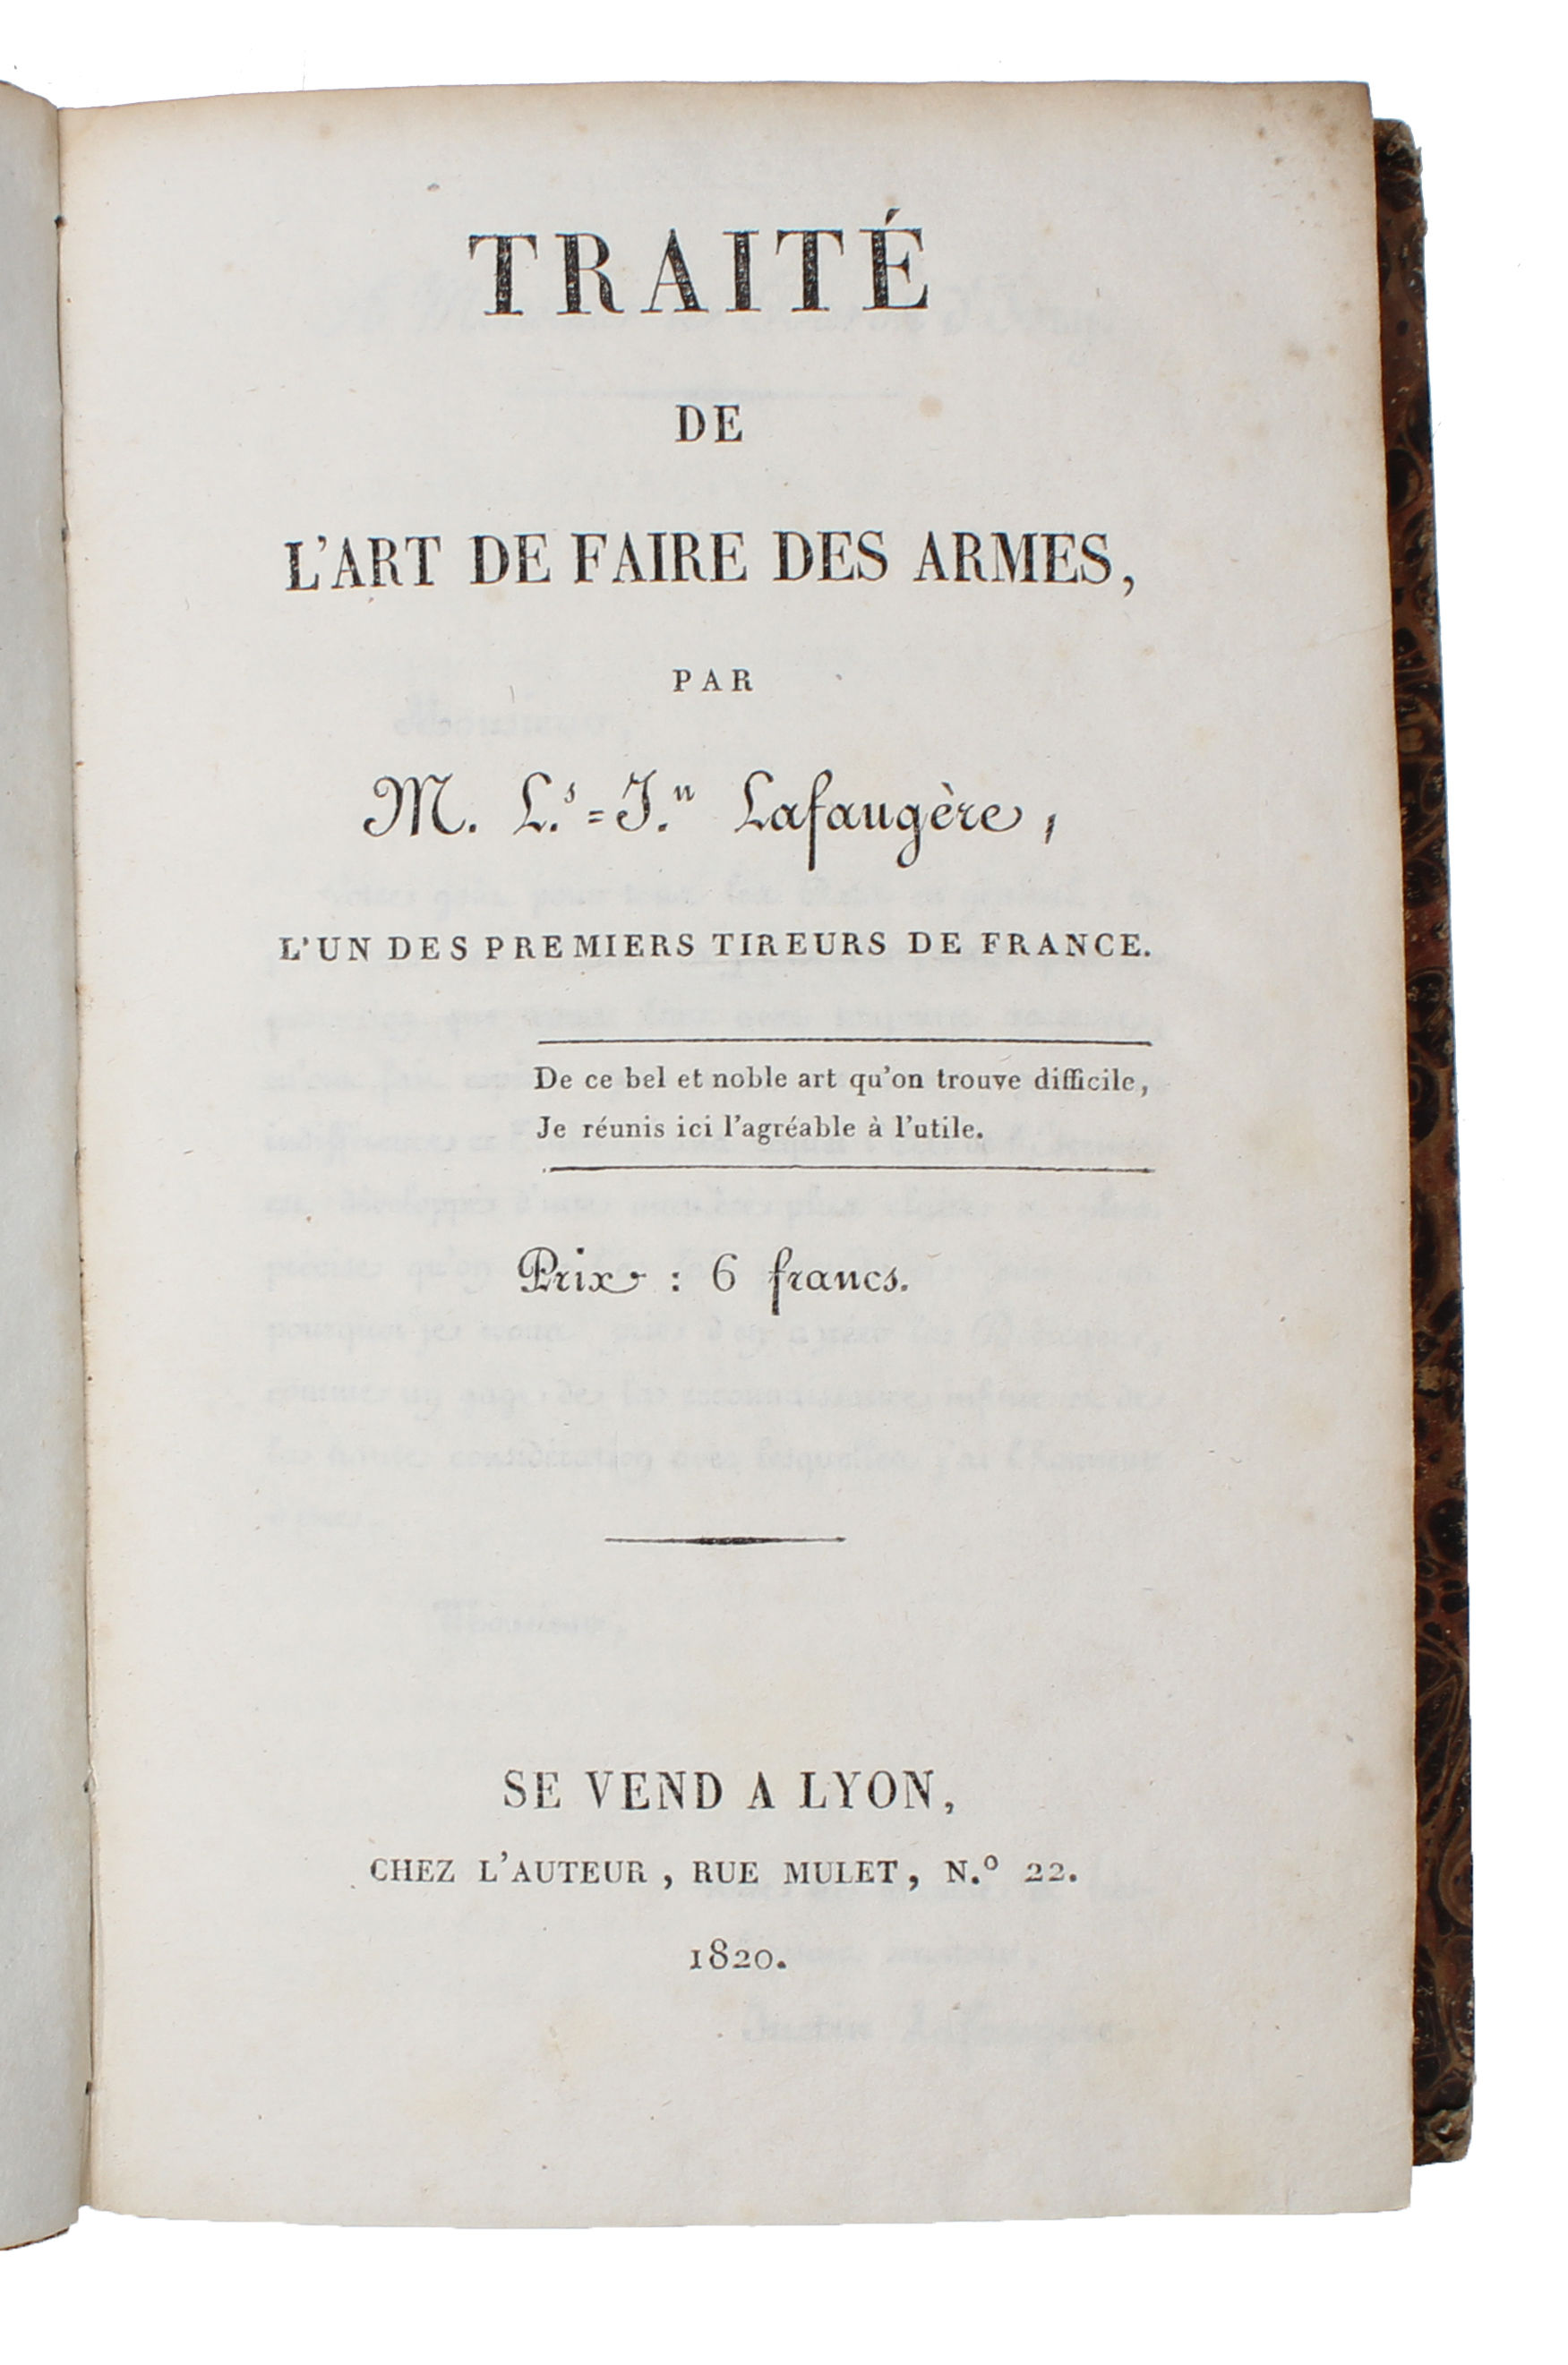 TRAITÉ
DE
L'ART DE FAIRE DES ARMES,
PAR
M. L.s=J.n Lafaugère,
L'UN DES PREMIERS TIREURS DE FRANCE.
De ce bel et noble art qu'on trouve difficile,
Je réunis ici l'agréable à l'utile.
Prix : 6 francs.
SE VEND A LYON,
CHEZ L'AUTEUR, RUE MULET, N.º 22.
1820.